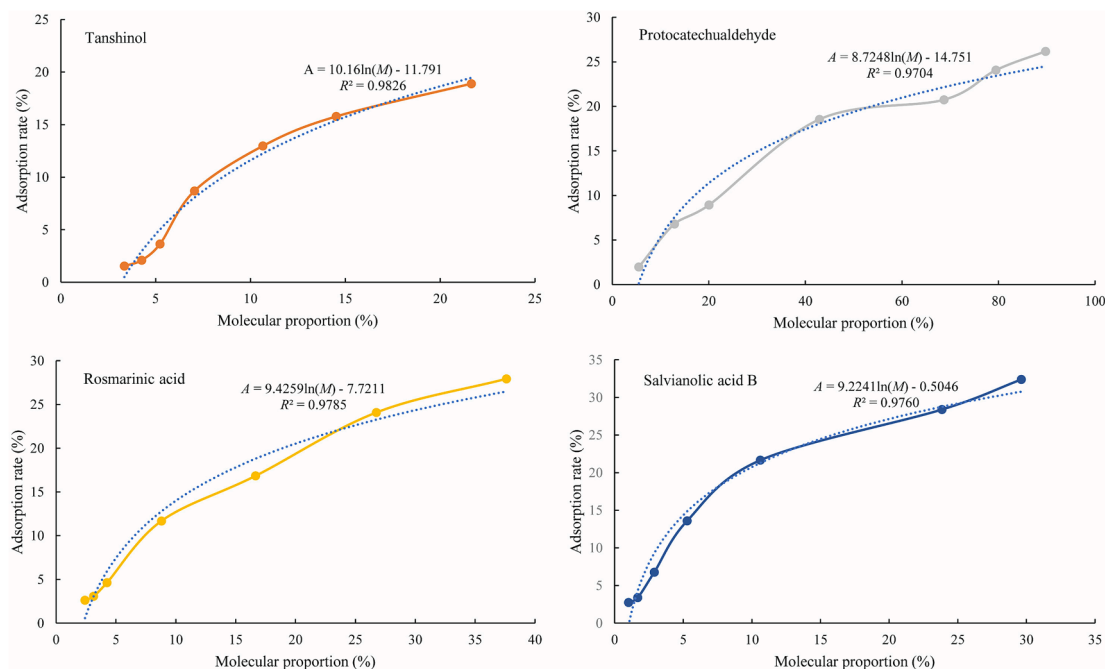 Tanshinol
A = 10.16ln(M) - 11.791
R² = 0.9826
Adsorption rate (%)
25
20
15
10
5
0
0 5 10 15 20 25
Molecular proportion (%)
Protocatechualdehyde
A = 8.7248ln(M) - 14.751
R² = 0.9704
Adsorption rate (%)
30
25
20
15
10
5
0
0 20 40 60 80 100
Molecular proportion (%)
Rosmarinic acid
A = 9.4259ln(M) - 7.7211
R² = 0.9785
Adsorption rate (%)
30
25
20
15
10
5
0
0 5 10 15 20 25 30 35 40
Molecular proportion (%)
Salvianolic acid B
A = 9.2241ln(M) - 0.5046
R² = 0.9760
Adsorption rate (%)
35
30
25
20
15
10
5
0
0 5 10 15 20 25 30
Molecular proportion (%)